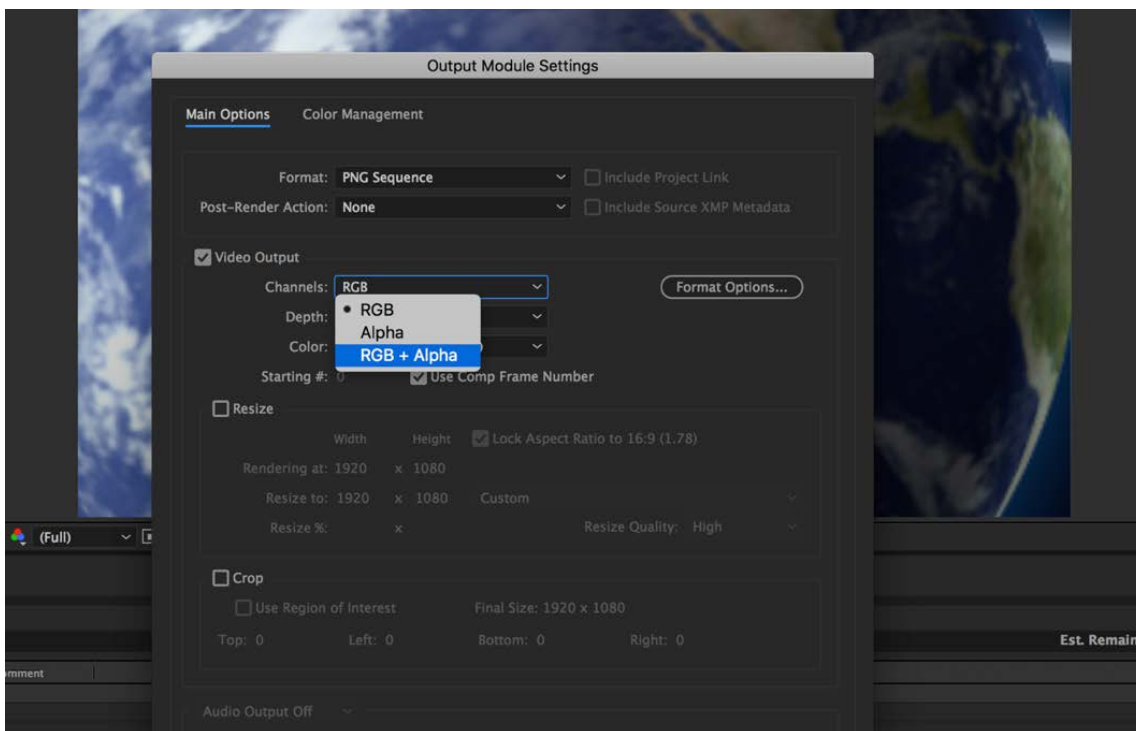 Output Module Settings
Main Options Color Management
Format: PNG Sequence Include Project Link
Post-Render Action: None Include Source XMP Metadata
Video Output
Channels: RGB Format Options...
Depth: RGB
Alpha
Color: RGB + Alpha )
Starting #: 0 Use Comp Frame Number
Resize
Width Height Lock Aspect Ratio to 16:9 (1.78)
Rendering at: 1920 x 1080
Resize to: 1920 x 1080 Custom
Resize %: x Resize Quality: High
(Full)
Crop
Use Region of Interest Final Size: 1920 x 1080
Top: 0 Left: 0 Bottom: 0 Right: 0
Est. Remain
omment
Audio Output Off